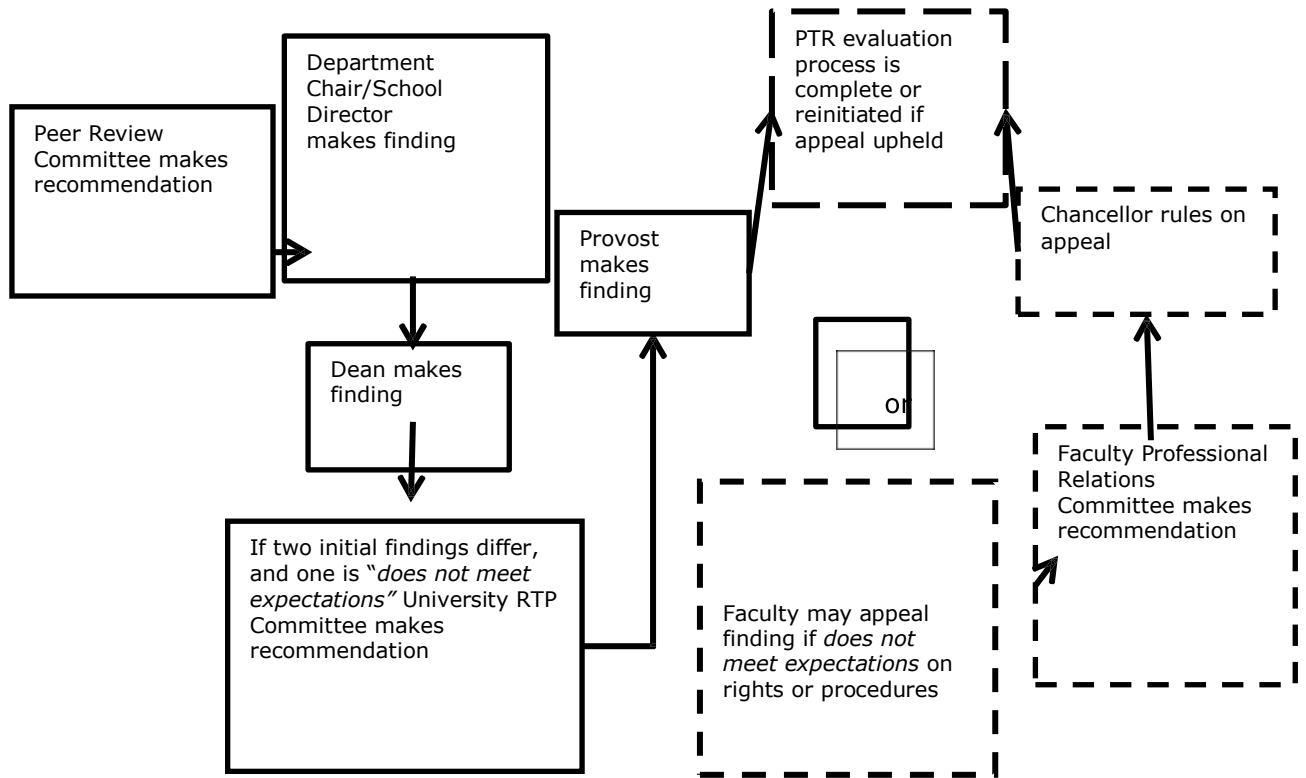 Peer Review
Committee makes
recommendation
Department
Chair/School
Director
makes finding
Dean makes
finding
If two initial findings differ,
and one is “does not meet
expectations” University RTP
Committee makes
recommendation
Provost
makes
finding
PTR evaluation
process is
complete or
reinitiated if
appeal upheld
or
Faculty may appeal
finding if does not
meet expectations on
rights or procedures
Faculty Professional
Relations
Committee makes
recommendation
Chancellor rules on
appeal